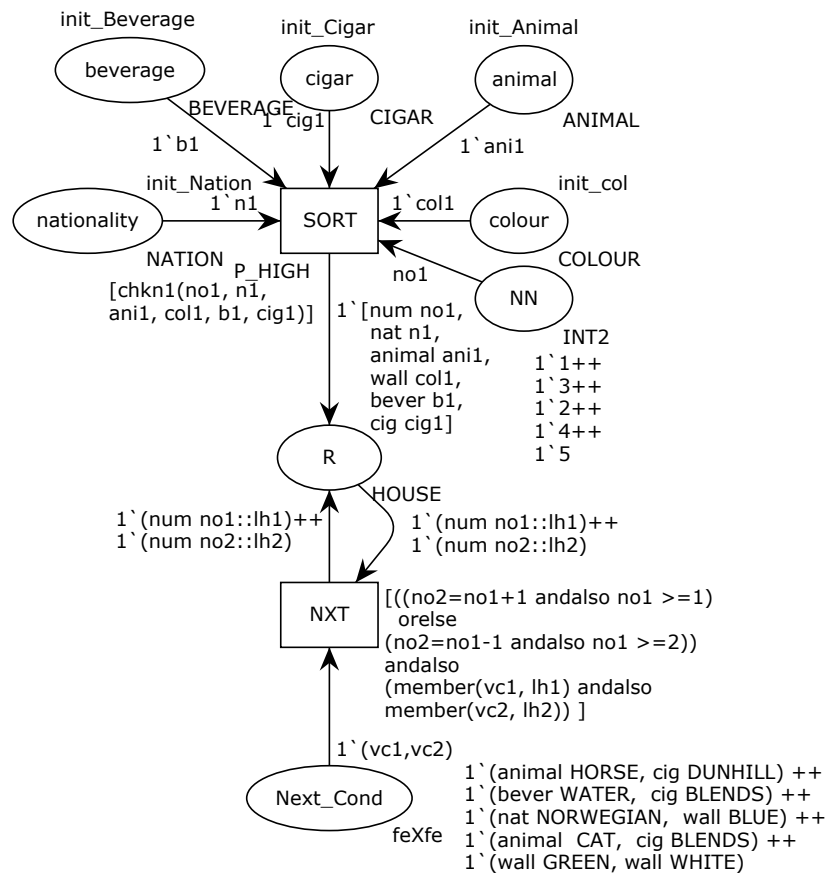 init_Beverage
init_Cigar
init_Animal
beverage
cigar
animal
BEVERAGE
1`cig1
CIGAR
ANIMAL
1`b1
1`ani1
init_Nation
init_col
nationality
1`n1
SORT
1`col1
colour
NATION
P_HIGH
no1
COLOUR
[chkn1(no1, n1,
ani1, col1, b1, cig1)]
NN
INT2
1`1++
1`3++
1`2++
1`4++
1`5
1`[num no1,
nat n1,
animal ani1,
wall col1,
bever b1,
cig cig1]
R
HOUSE
1`(num no1::lh1)++
1`(num no2::lh2)
1`(num no1::lh1)++
1`(num no2::lh2)
NXT
[((no2=no1+1 andalso no1 >=1)
orelse
(no2=no1-1 andalso no1 >=2))
andalso
(member(vc1, lh1) andalso
member(vc2, lh2)) ]
1`(vc1,vc2)
Next_Cond
feXfe
1`(animal HORSE, cig DUNHILL) ++
1`(bever WATER,  cig BLENDS) ++
1`(nat NORWEGIAN,  wall BLUE) ++
1`(animal  CAT, cig BLENDS) ++
1`(wall GREEN, wall WHITE)